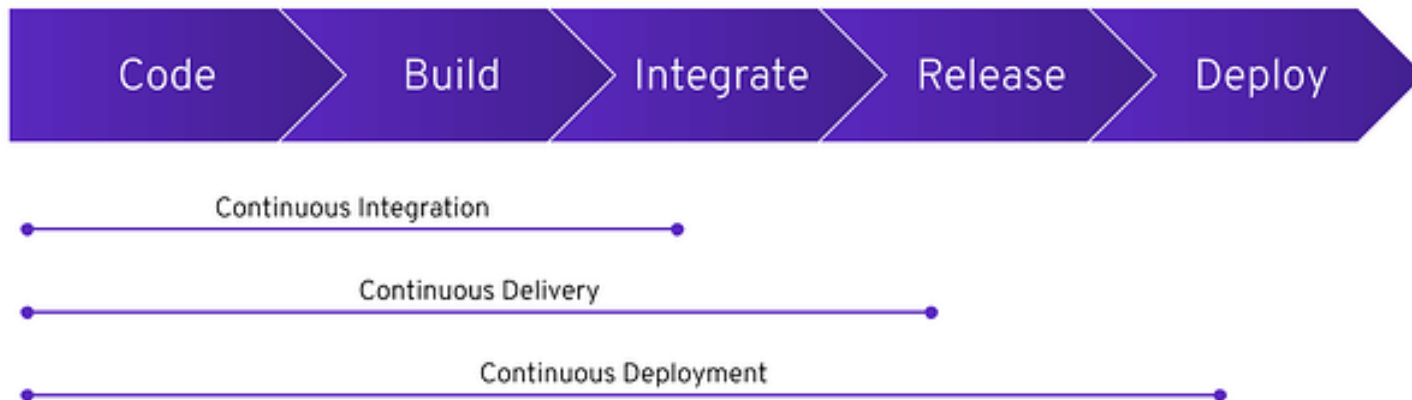 Code Build Integrate Release Deploy
Continuous Integration
Continuous Delivery
Continuous Deployment